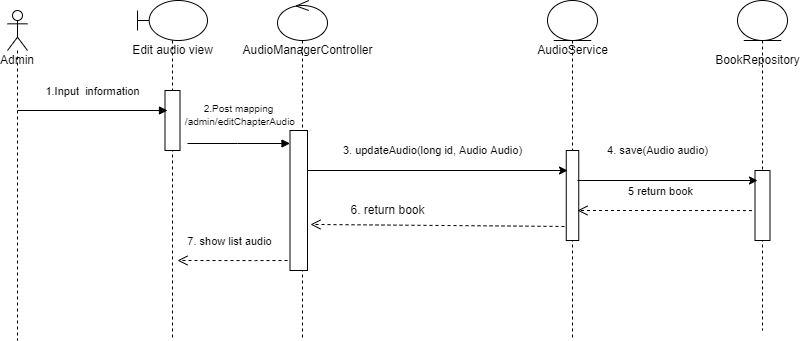 Admin
Edit audio view
AudioManagerController
AudioService
BookRepository
1.Input information
2.Post mapping
/admin/editChapterAudio
3. updateAudio(long id, Audio Audio)
4. save(Audio audio)
5 return book
6. return book
7. show list audio